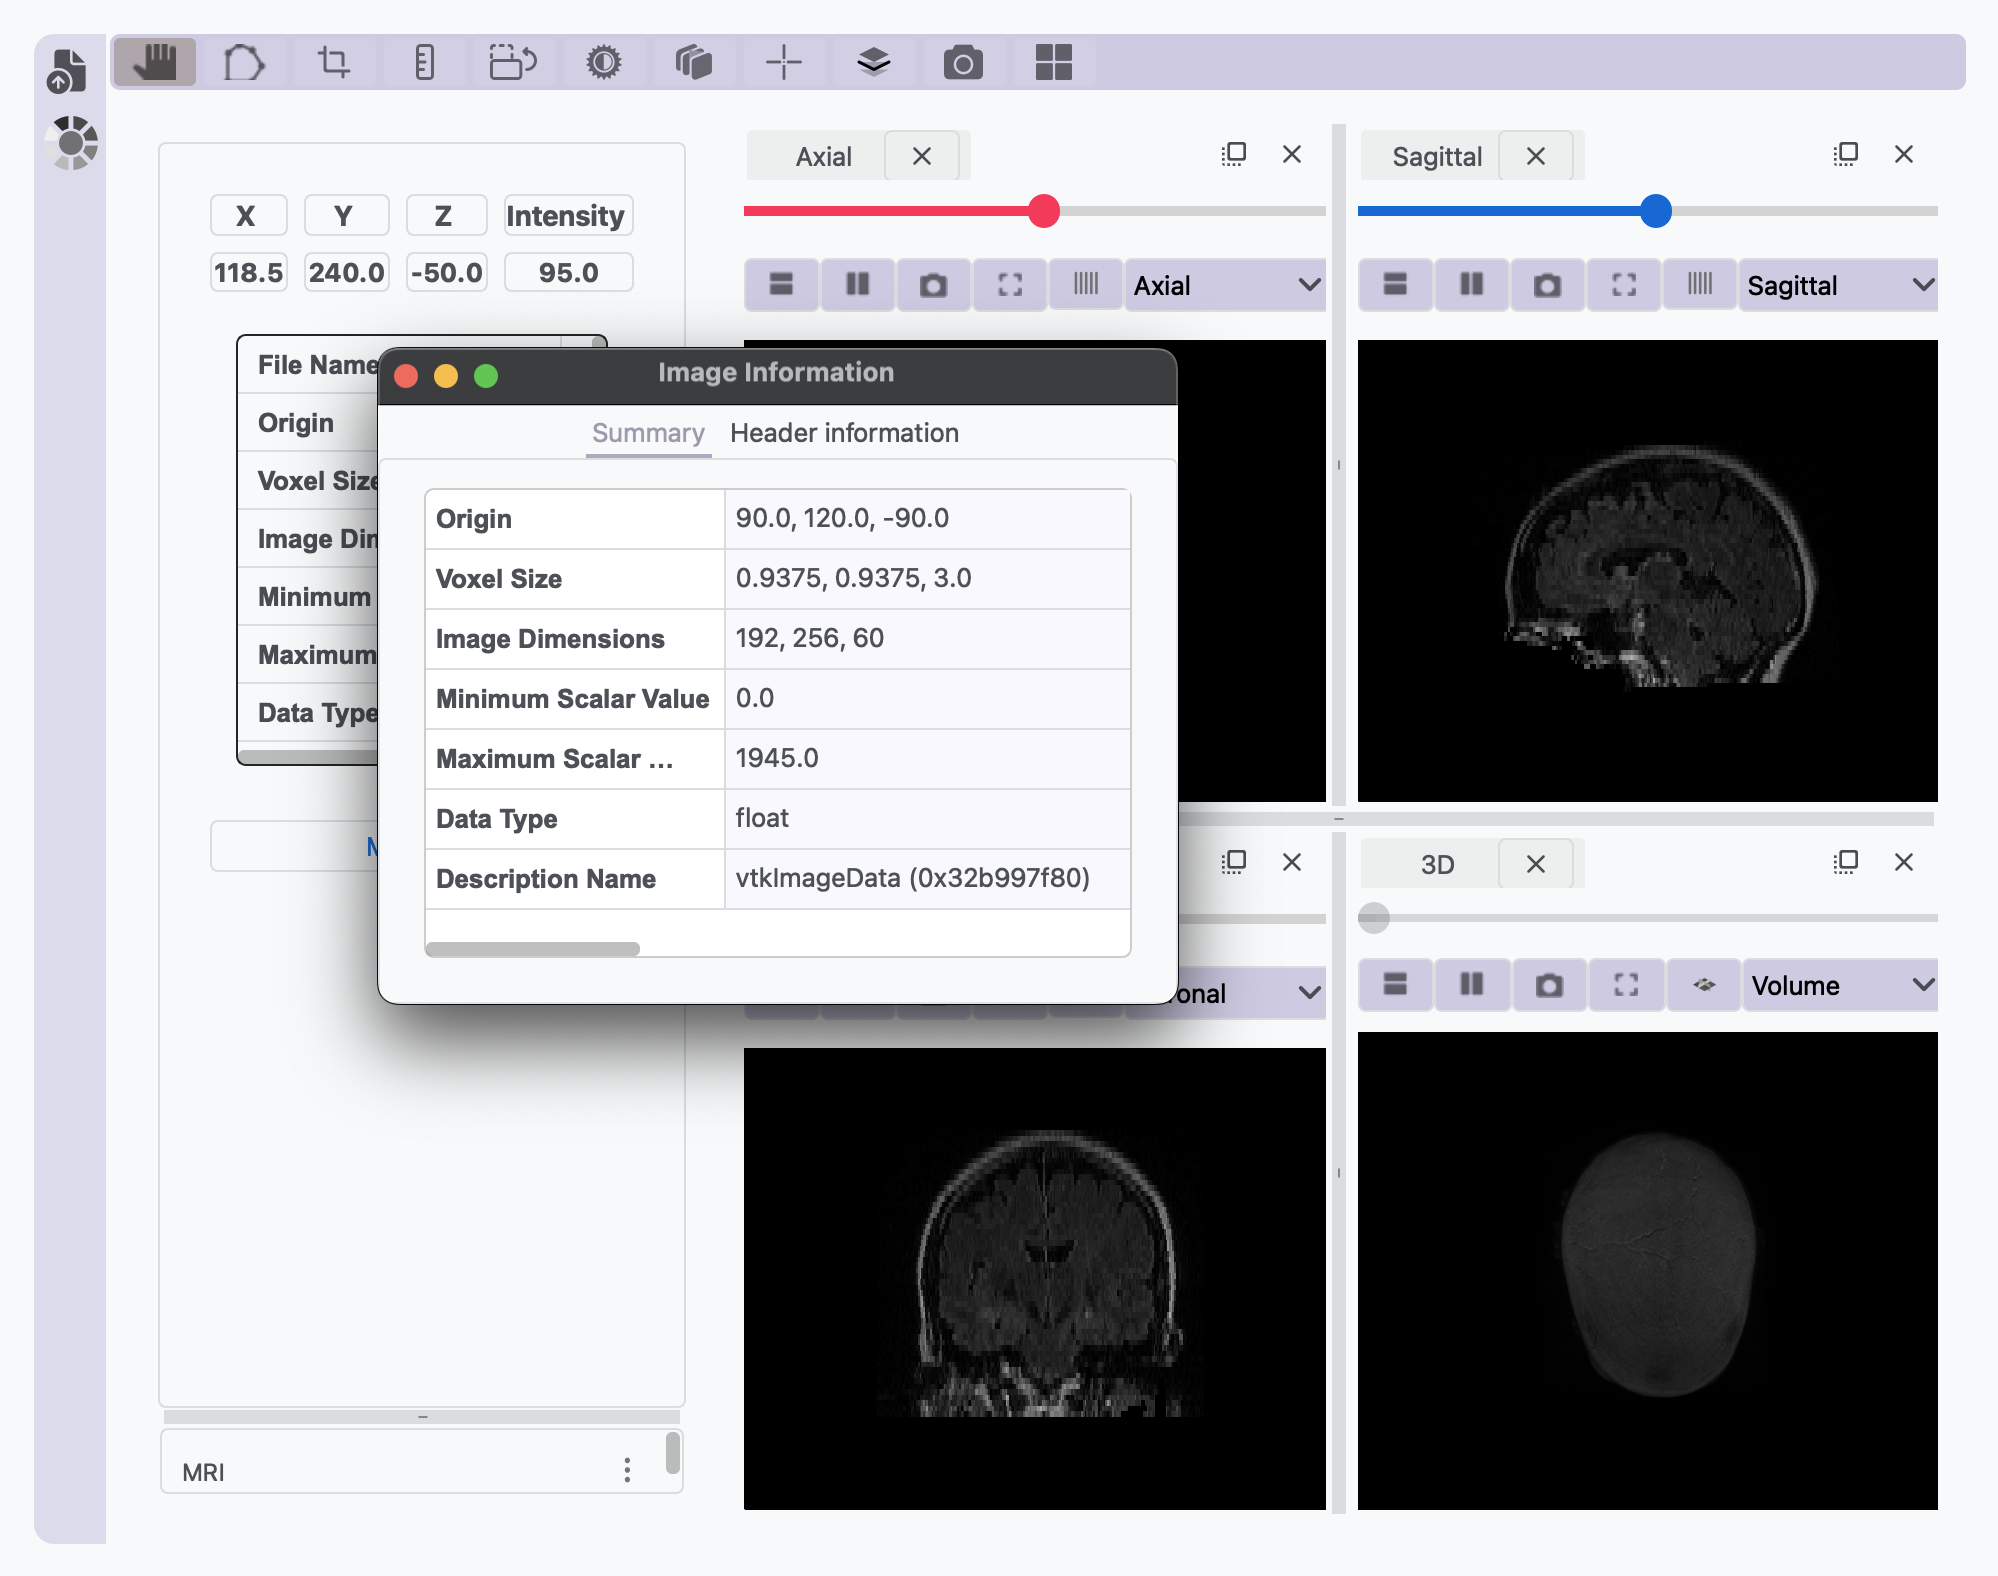 Axial
Sagittal
X Y Z Intensity
118.5 240.0 -50.0 95.0
Axial
Sagittal
File Name
Origin
Voxel Size
Minimum
Maximum
Data Type
Image Information
Summary Header information
Origin 90.0, 120.0, -90.0
Voxel Size 0.9375, 0.9375, 3.0
Image Dimensions 192, 256, 60
Minimum Scalar Value 0.0
Maximum Scalar ... 1945.0
Data Type float
Description Name vtkImageData (0x32b997f80)
3D
Volume
MRI